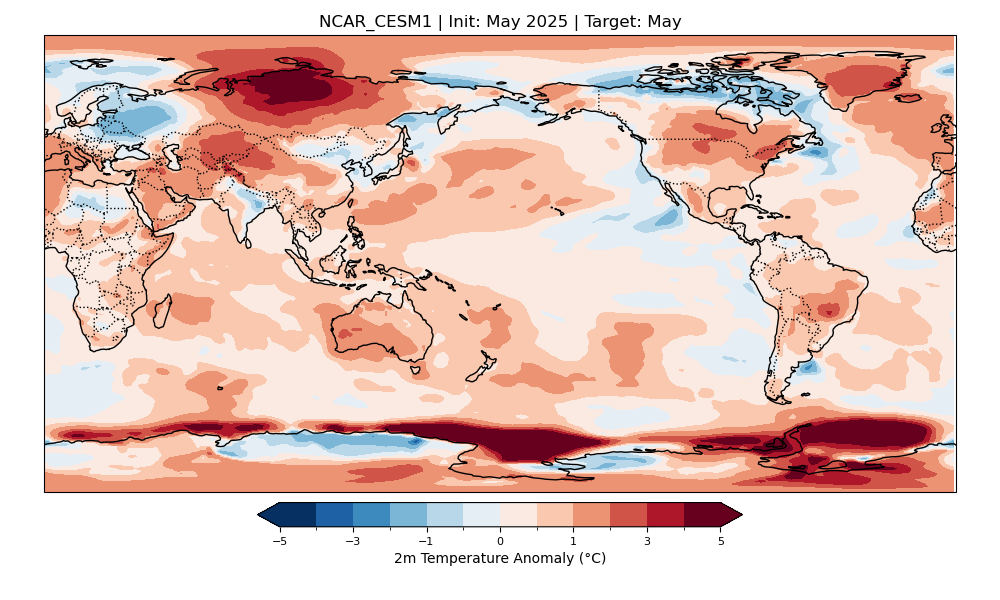 NCAR_CESM1 | Init: May 2025 | Target: May
−5 −3 −1 0 1 3 5
2m Temperature Anomaly (°C)